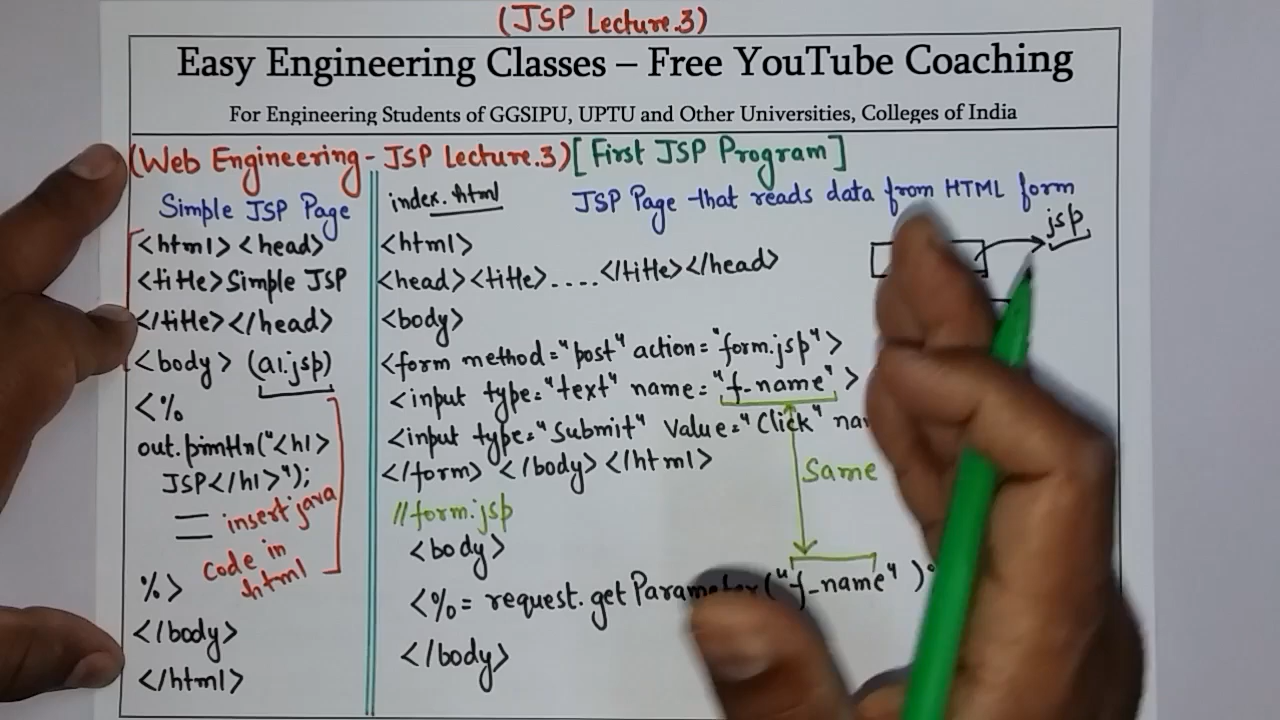 (JSP Lecture.3)
Easy Engineering Classes – Free YouTube Coaching
For Engineering Students of GGSIPU, UPTU and Other Universities, Colleges of India
(Web Engineering - JSP Lecture.3) [First JSP Program]
Simple JSP Page
<html> <head>
<title>Simple JSP
</title></head>
<body> (a1.jsp)
<%
out.println("<h1>
JSP</h1>");
insert java
code in
html
%>
</body>
</html>
index.html
JSP Page that reads data from HTML form
jsp
<html>
<head><title>....</title></head>
<body>
<form method="post" action="form.jsp">
<input type="text" name="f_name">
<input type="Submit" Value="Click"
</form> </body> </html>
Same
//form.jsp
<body>
<%= request.getParameter("f_name")
</body>